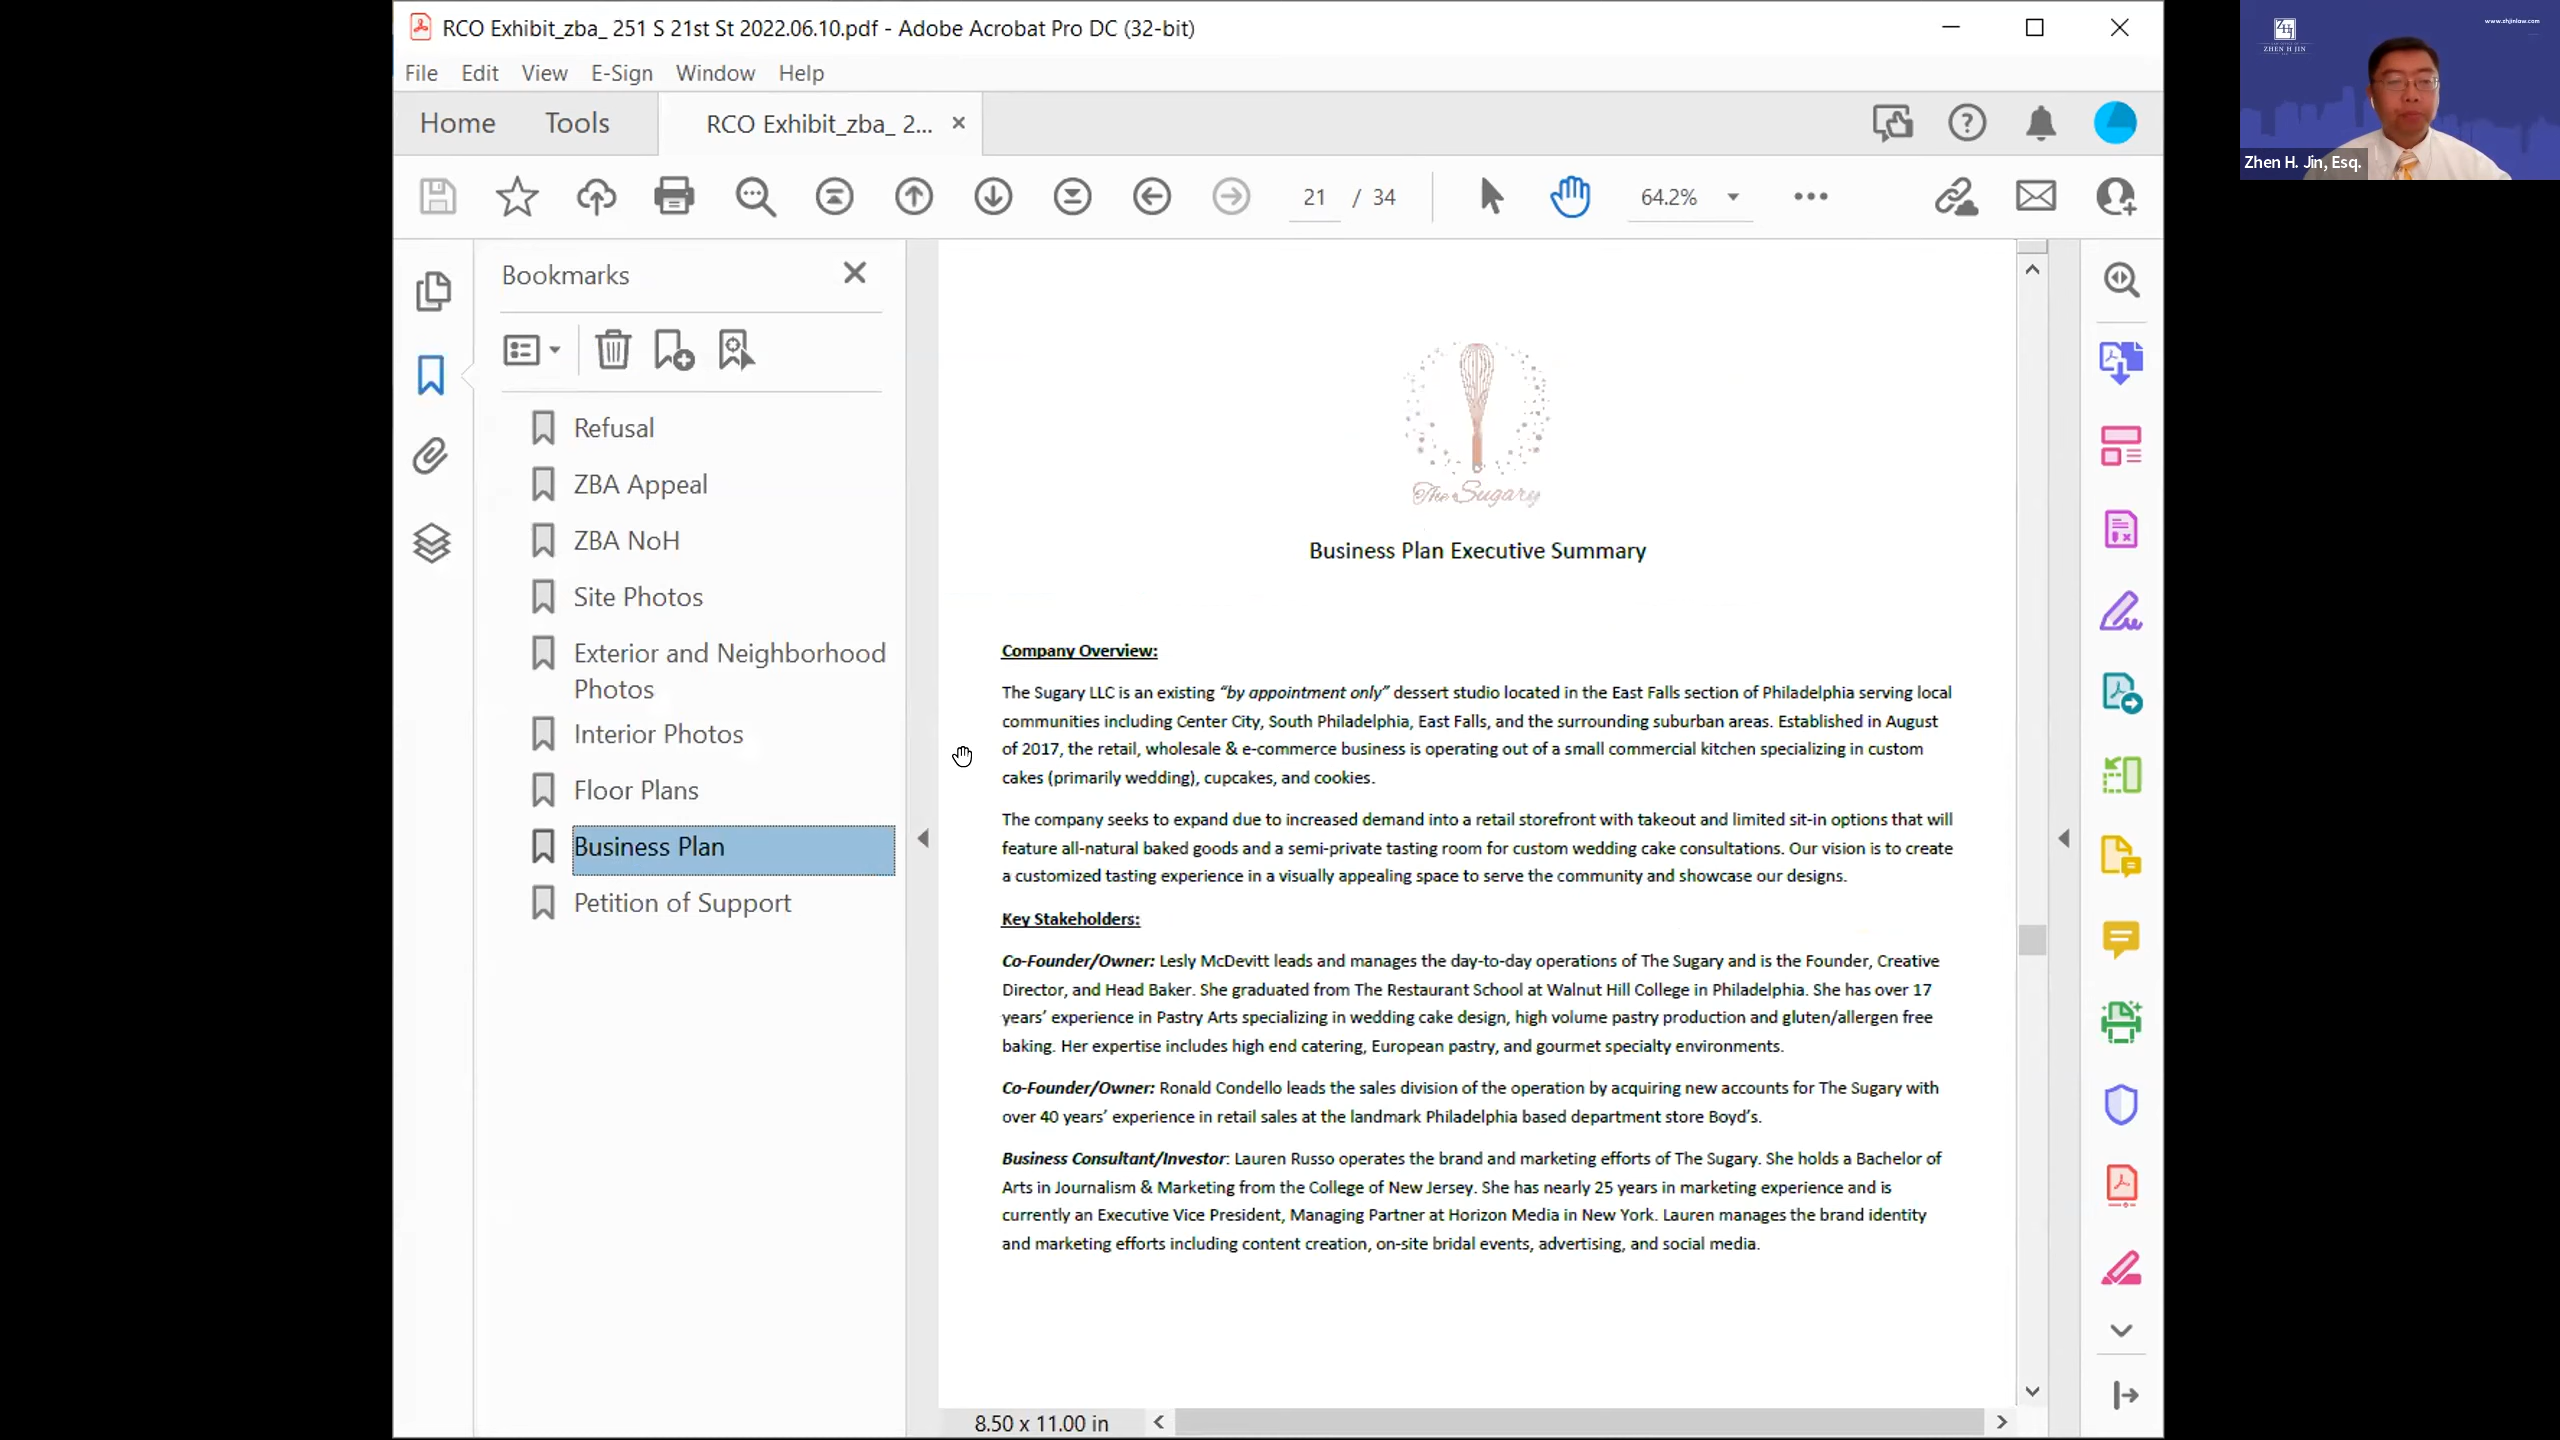 RCO Exhibit_zba_ 251 S 21st St 2022.06.10.pdf - Adobe Acrobat Pro DC (32-bit)
File Edit View E-Sign Window Help
Home Tools RCO Exhibit_zba_ 2...
21 / 34 64.2%
Bookmarks
Refusal
ZBA Appeal
ZBA NoH
Site Photos
Exterior and Neighborhood
Photos
Interior Photos
Floor Plans
Business Plan
Petition of Support
The Sugary
Business Plan Executive Summary
Company Overview:
The Sugary LLC is an existing “by appointment only” dessert studio located in the East Falls section of Philadelphia serving local
communities including Center City, South Philadelphia, East Falls, and the surrounding suburban areas. Established in August
of 2017, the retail, wholesale & e-commerce business is operating out of a small commercial kitchen specializing in custom
cakes (primarily wedding), cupcakes, and cookies.
The company seeks to expand due to increased demand into a retail storefront with takeout and limited sit-in options that will
feature all-natural baked goods and a semi-private tasting room for custom wedding cake consultations. Our vision is to create
a customized tasting experience in a visually appealing space to serve the community and showcase our designs.
Key Stakeholders:
Co-Founder/Owner: Lesly McDevitt leads and manages the day-to-day operations of The Sugary and is the Founder, Creative
Director, and Head Baker. She graduated from The Restaurant School at Walnut Hill College in Philadelphia. She has over 17
years’ experience in Pastry Arts specializing in wedding cake design, high volume pastry production and gluten/allergen free
baking. Her expertise includes high end catering, European pastry, and gourmet specialty environments.
Co-Founder/Owner: Ronald Condello leads the sales division of the operation by acquiring new accounts for The Sugary with
over 40 years’ experience in retail sales at the landmark Philadelphia based department store Boyd’s.
Business Consultant/Investor: Lauren Russo operates the brand and marketing efforts of The Sugary. She holds a Bachelor of
Arts in Journalism & Marketing from the College of New Jersey. She has nearly 25 years in marketing experience and is
currently an Executive Vice President, Managing Partner at Horizon Media in New York. Lauren manages the brand identity
and marketing efforts including content creation, on-site bridal events, advertising, and social media.
8.50 x 11.00 in
ZHEN H JIN
www.zhjinlaw.com
Zhen H. Jin, Esq.